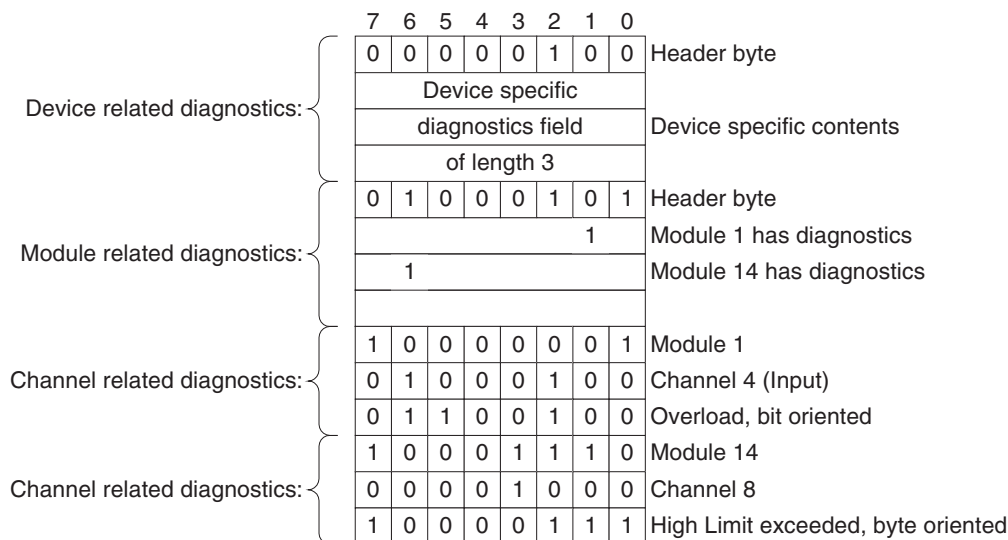 7 6 5 4 3 2 1 0
0 0 0 0 0 1 0 0 Header byte
Device related diagnostics:
Device specific
diagnostics field
of length 3
Device specific contents
0 1 0 0 0 1 0 1 Header byte
Module related diagnostics:
1 Module 1 has diagnostics
1 Module 14 has diagnostics
1 0 0 0 0 0 0 1 Module 1
Channel related diagnostics:
0 1 0 0 0 1 0 0 Channel 4 (Input)
0 1 1 0 0 1 0 0 Overload, bit oriented
1 0 0 0 1 1 1 0 Module 14
Channel related diagnostics:
0 0 0 0 1 0 0 0 Channel 8
1 0 0 0 0 1 1 1 High Limit exceeded, byte oriented